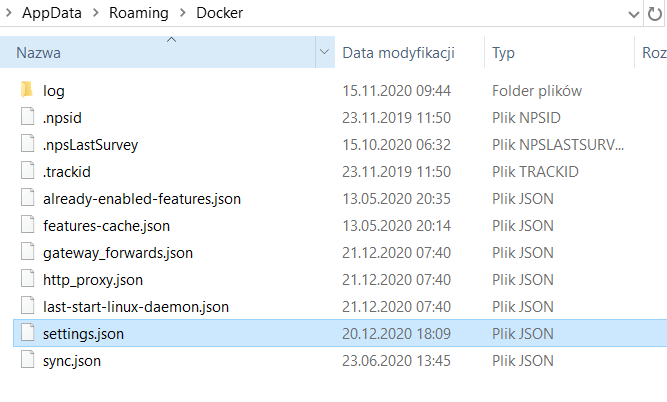 AppData > Roaming > Docker
Nazwa Data modyfikacji Typ Roz
log 15.11.2020 09:44 Folder plików
.npsid 23.11.2019 11:50 Plik NPSID
.npsLastSurvey 15.10.2020 06:32 Plik NPSLASTSURV...
.trackid 23.11.2019 11:50 Plik TRACKID
already-enabled-features.json 13.05.2020 20:35 Plik JSON
features-cache.json 13.05.2020 20:14 Plik JSON
gateway_forwards.json 21.12.2020 07:40 Plik JSON
http_proxy.json 21.12.2020 07:40 Plik JSON
last-start-linux-daemon.json 21.12.2020 07:40 Plik JSON
settings.json 20.12.2020 18:09 Plik JSON
sync.json 23.06.2020 13:45 Plik JSON